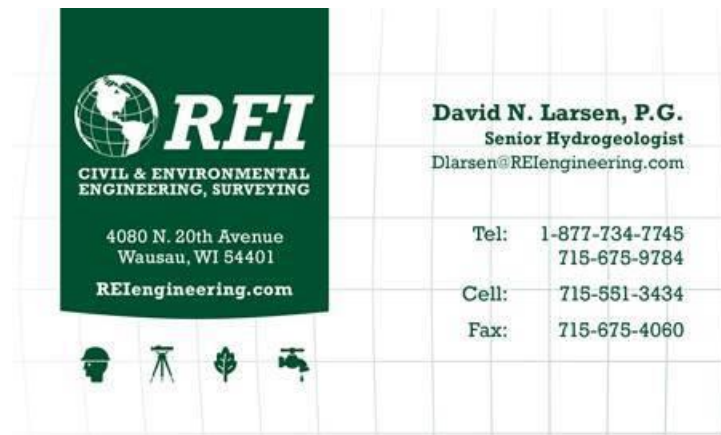 REI
CIVIL & ENVIRONMENTAL
ENGINEERING, SURVEYING
4080 N. 20th Avenue
Wausau, WI 54401
REIengineering.com
David N. Larsen, P.G.
Senior Hydrogeologist
Dlarsen@REIengineering.com
Tel: 1-877-734-7745
715-675-9784
Cell: 715-551-3434
Fax: 715-675-4060